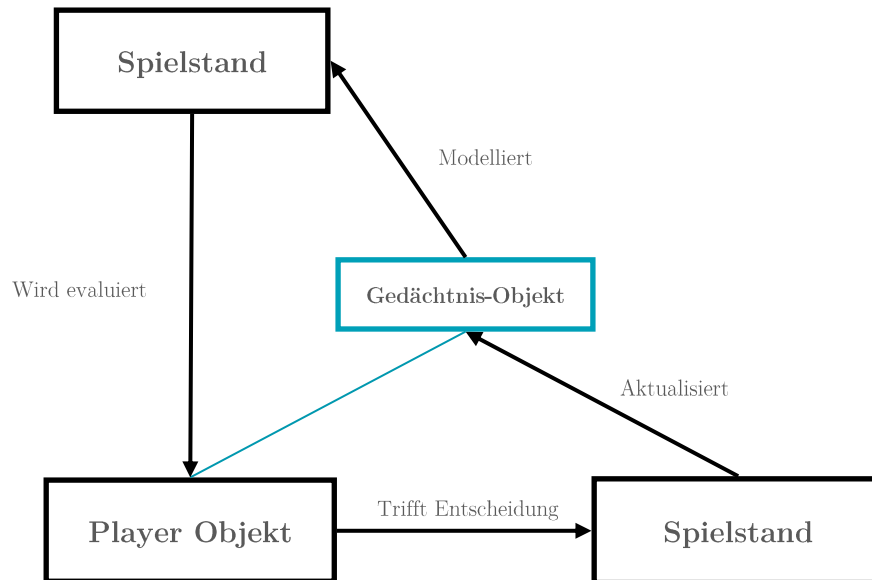 Spielstand
Modelliert
Wird evaluiert
Gedächtnis-Objekt
Aktualisiert
Trifft Entscheidung
Player Objekt
Spielstand